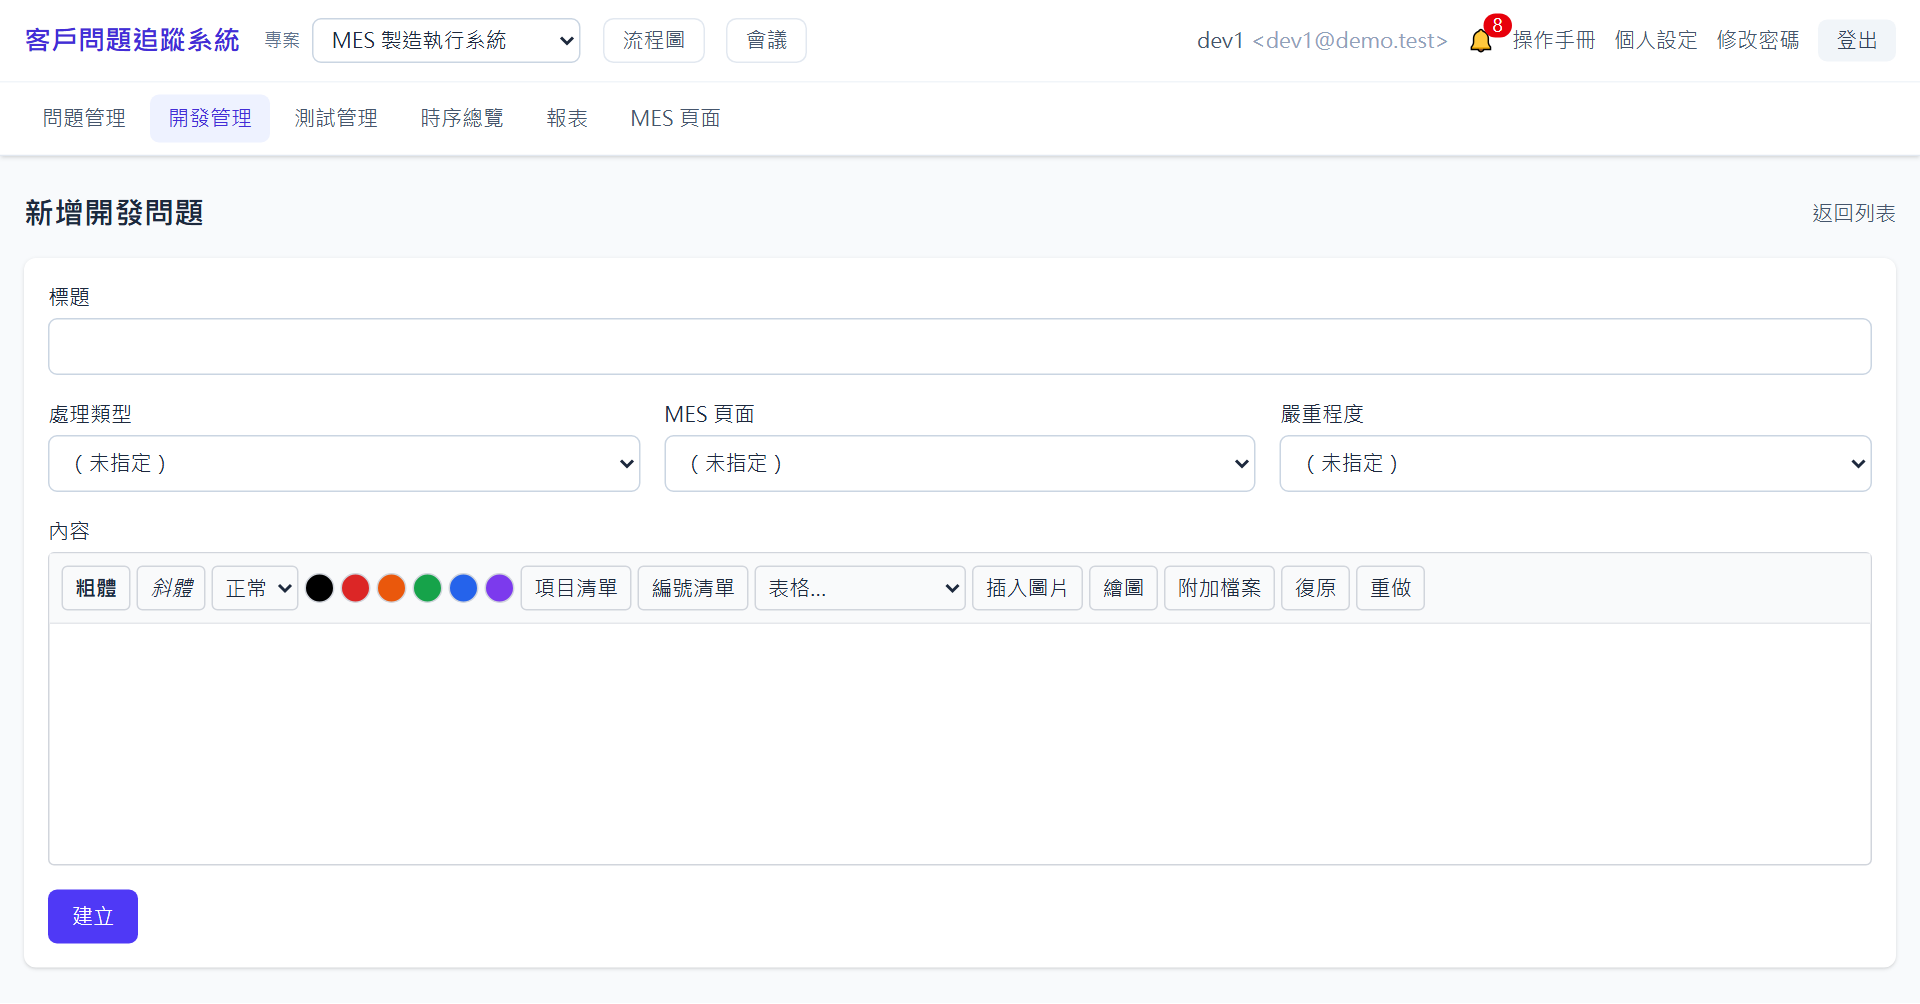 客戶問題追蹤系統 專案 MES 製造執行系統 流程圖 會議 dev1 <dev1@demo.test> 8 操作手冊 個人設定 修改密碼 登出
問題管理 開發管理 測試管理 時序總覽 報表 MES 頁面
新增開發問題 返回列表
標題
處理類型 MES 頁面 嚴重程度
（未指定） （未指定） （未指定）
內容
粗體 斜體 正常 項目清單 編號清單 表格... 插入圖片 繪圖 附加檔案 復原 重做
建立